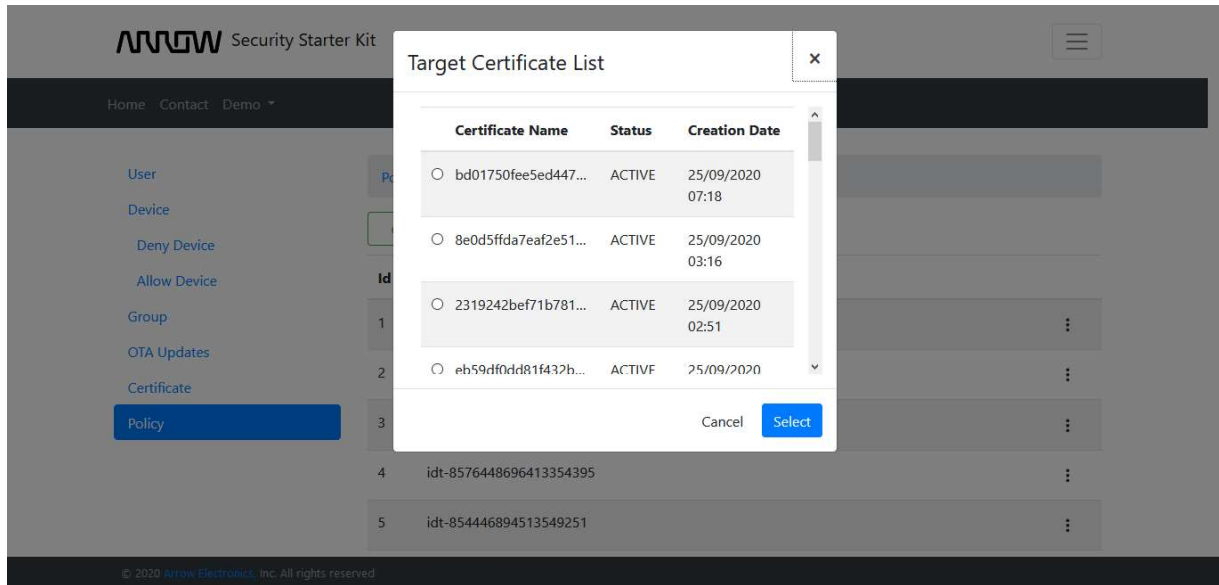 ARROW Security Starter Kit
Target Certificate List ×
Home Contact Demo
Certificate Name Status Creation Date
User
bd01750fee5ed447... ACTIVE 25/09/2020
07:18
Device
Deny Device
8e0d5ffda7eaf2e51... ACTIVE 25/09/2020
03:16
Allow Device
Id
Group
1
2319242bef71b781... ACTIVE 25/09/2020
02:51
OTA Updates
2
eb59df0dd81f432b... ACTIVE 25/09/2020
Certificate
Policy
3
Cancel Select
4 idt-8576448696413354395
5 idt-854446894513549251
© 2020 Arrow Electronics, Inc. All rights reserved